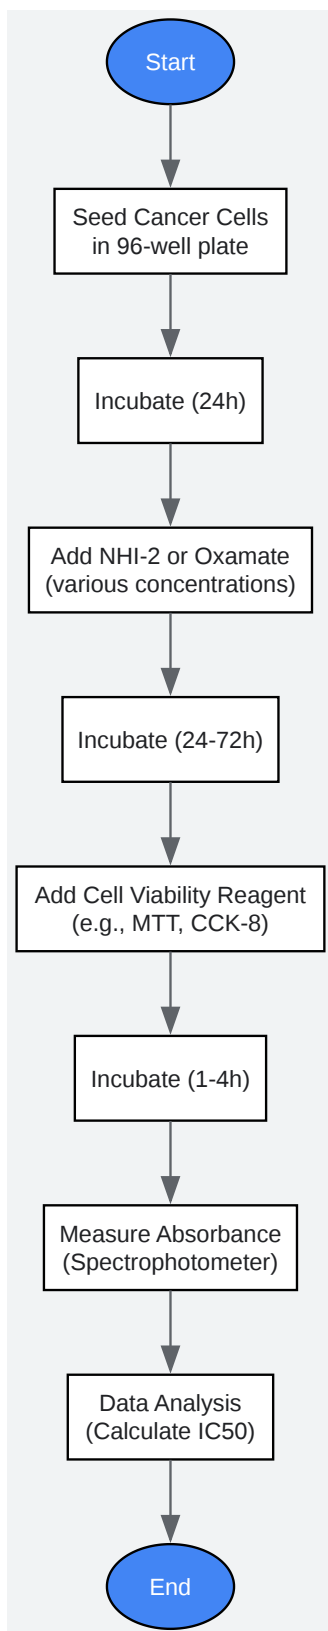 Start
Seed Cancer Cells
in 96-well plate
Incubate (24h)
Add NHI-2 or Oxamate
(various concentrations)
Incubate (24-72h)
Add Cell Viability Reagent
(e.g., MTT, CCK-8)
Incubate (1-4h)
Measure Absorbance
(Spectrophotometer)
Data Analysis
(Calculate IC50)
End